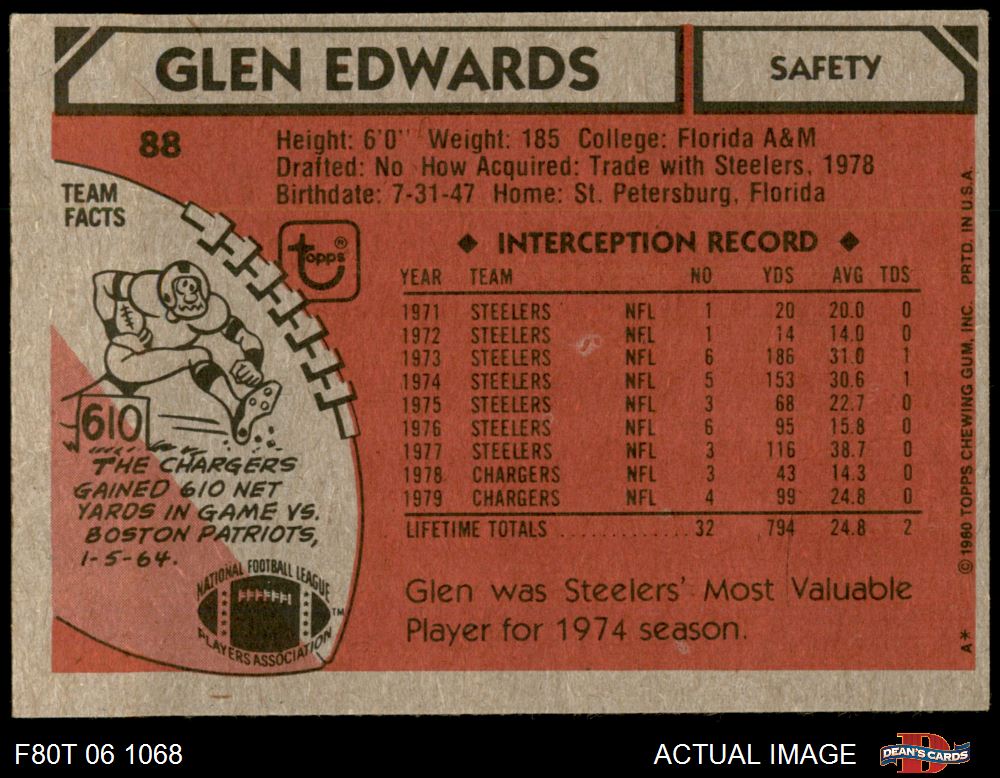 GLEN EDWARDS
SAFETY
88
Height: 6'0" Weight: 185 College: Florida A&M
Drafted: No How Acquired: Trade with Steelers, 1978
Birthdate: 7-31-47 Home: St. Petersburg, Florida
TEAM
FACTS
topps®
610
THE CHARGERS
GAINED 610 NET
YARDS IN GAME VS.
BOSTON PATRIOTS,
1-5-64.
NATIONAL FOOTBALL LEAGUE
PLAYERS ASSOCIATION
TM
◆ INTERCEPTION RECORD ◆
YEAR TEAM NO YDS AVG TDS
1971 STEELERS NFL 1 20 20.0 0
1972 STEELERS NFL 1 14 14.0 0
1973 STEELERS NFL 6 186 31.0 1
1974 STEELERS NFL 5 153 30.6 1
1975 STEELERS NFL 3 68 22.7 0
1976 STEELERS NFL 6 95 15.8 0
1977 STEELERS NFL 3 116 38.7 0
1978 CHARGERS NFL 3 43 14.3 0
1979 CHARGERS NFL 4 99 24.8 0
LIFETIME TOTALS ............ 32 794 24.8 2
Glen was Steelers' Most Valuable
Player for 1974 season.
A* © 1980 TOPPS CHEWING GUM, INC. PRTD. IN U.S.A.
F80T 06 1068
ACTUAL IMAGE
D
DEAN'S CARDS